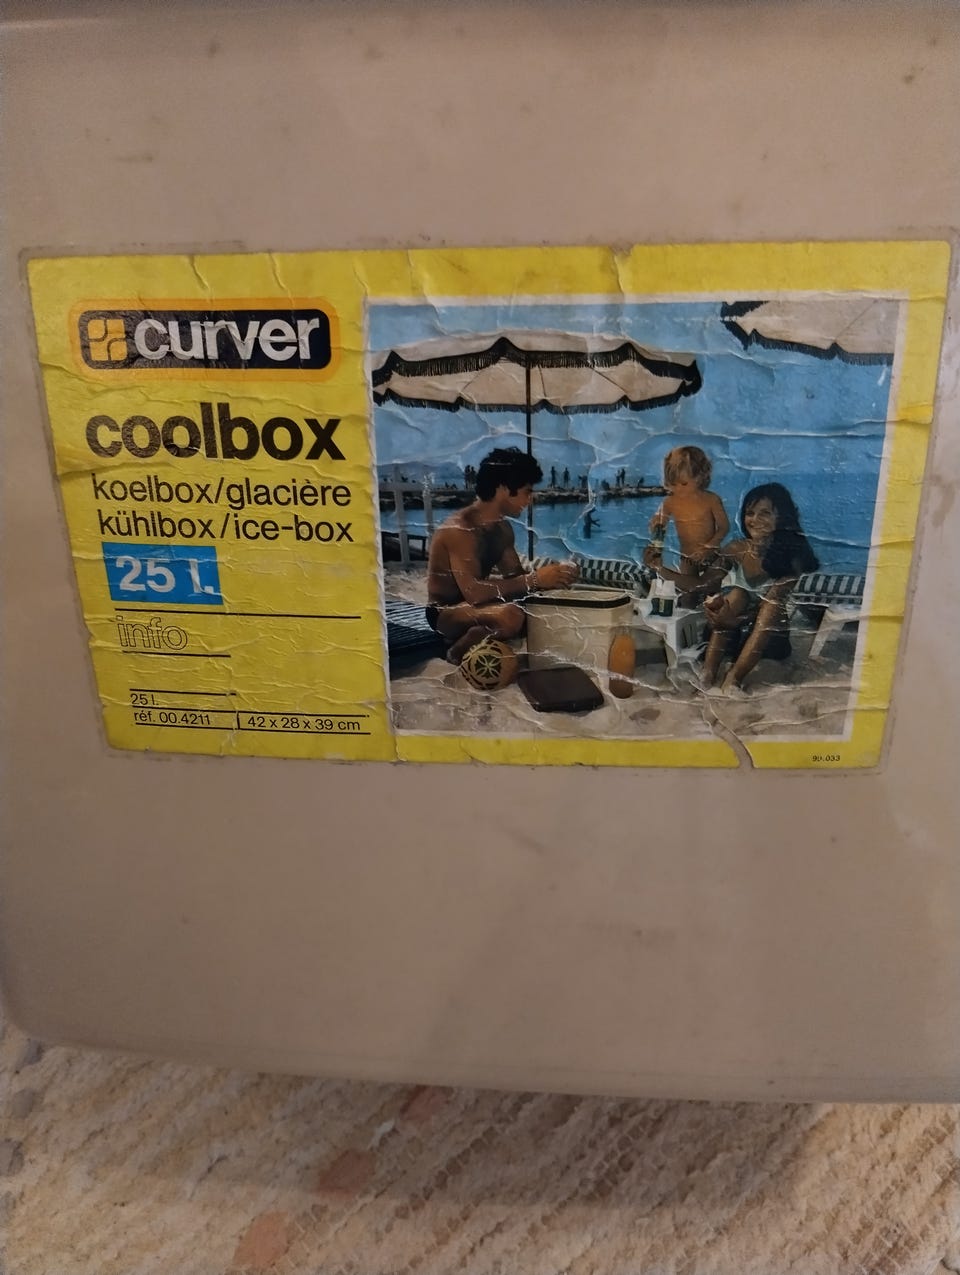 curver
coolbox
koelbox/glacière
kühlbox/ice-box
25 l.
info
25 l.
réf. 00.4211 42 x 28 x 39 cm